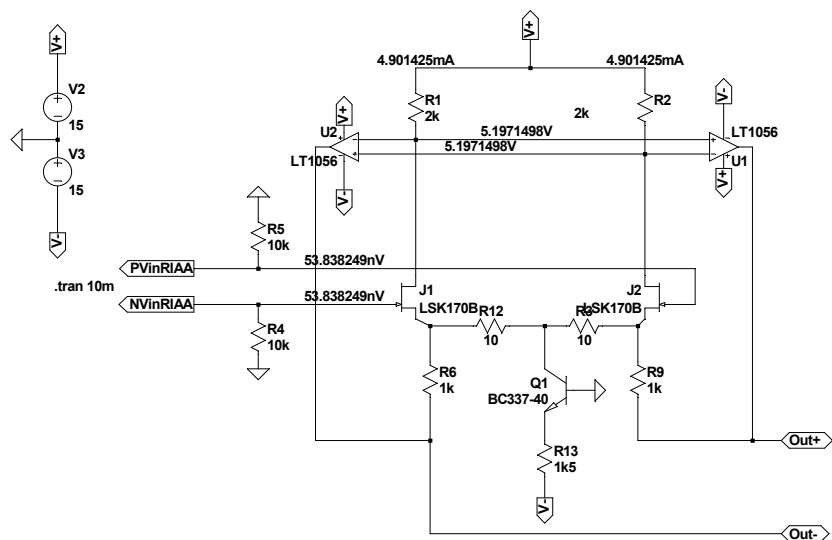 V+
V+
4.901425mA
4.901425mA
V2
15
R1
2k
2k
R2
V-
U2
V+
5.1971498V
LT1056
V3
15
LT1056
5.1971498V
U1
V-
V+
V-
R5
10k
PVinRIAA
53.838249nV
.tran 10m
J1
J2
NVinRIAA
53.838249nV
LSK170B
LSK170B
R12
R3
R4
10k
10
10
R6
1k
Q1
BC337-40
R9
1k
R13
1k5
Out+
V-
Out-